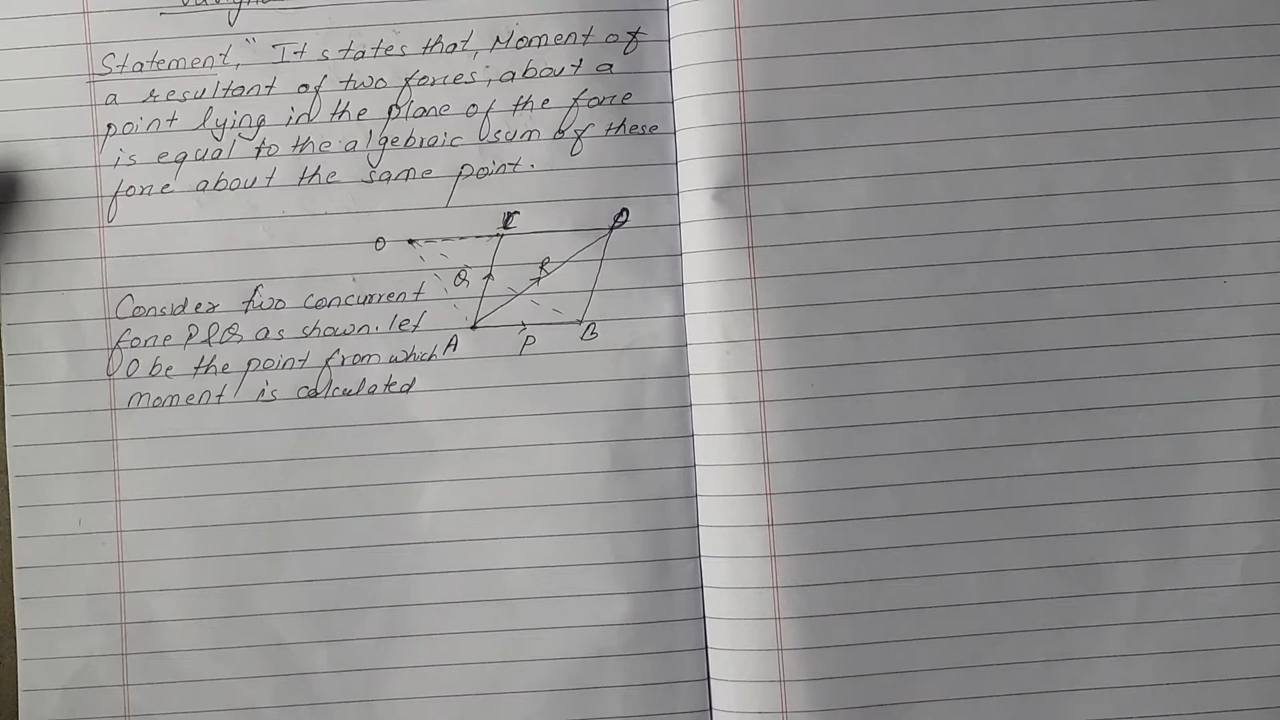 Statement, " It states that, Moment of
a resultant of two forces, about a
point lying in the plane of the force
is equal to the algebraic sum of these
force about the same point.
O C D
Q R
A P B
Consider two concurrent
force P & Q as shown. let
O be the point from which
moment is calculated